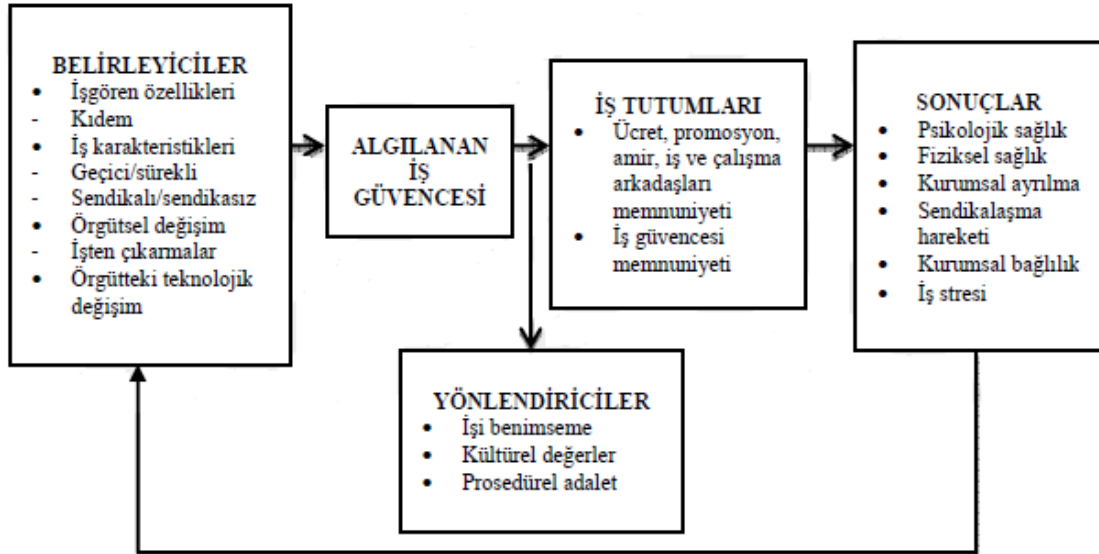 BELİRLEYİCİLER
• İşgören özellikleri
- Kıdem
• İş karakteristikleri
- Geçici/sürekli
- Sendikalı/sendikasız
• Örgütsel değişim
- İşten çıkarmalar
• Örgütteki teknolojik
değişim
ALGILANAN
İŞ
GÜVENCESİ
İŞ TUTUMLARI
• Ücret, promosyon,
amir, iş ve çalışma
arkadaşları
memnuniyeti
• İş güvencesi
memnuniyeti
SONUÇLAR
• Psikolojik sağlık
• Fiziksel sağlık
• Kurumsal ayrılma
• Sendikalaşma
hareketi
• Kurumsal bağlılık
• İş stresi
YÖNLENDİRİCİLER
• İşi benimseme
• Kültürel değerler
• Prosedürel adalet